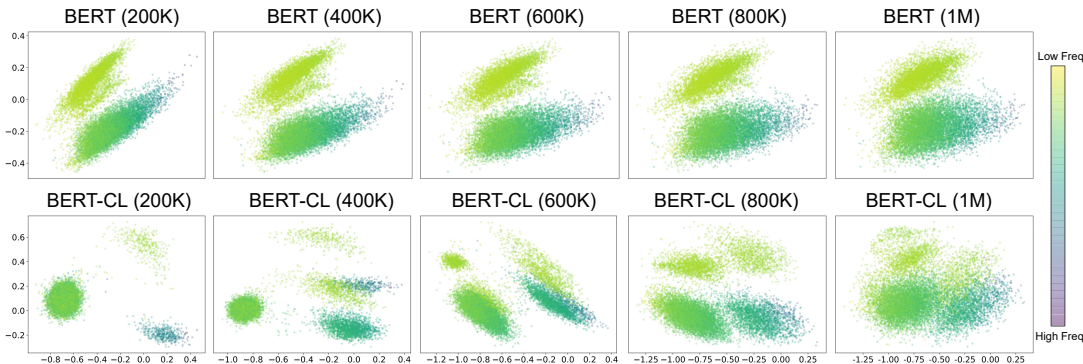 BERT (200K) BERT (400K) BERT (600K) BERT (800K) BERT (1M)
0.4
0.2
0.0
−0.2
−0.4
Low Freq
High Freq
BERT-CL (200K) BERT-CL (400K) BERT-CL (600K) BERT-CL (800K) BERT-CL (1M)
0.6
0.4
0.2
0.0
−0.2
−0.8 −0.6 −0.4 −0.2 0.0 0.2 0.4
−1.0 −0.8 −0.6 −0.4 −0.2 0.0 0.2 0.4
−1.2 −1.0 −0.8 −0.6 −0.4 −0.2 0.0 0.2
−1.25 −1.00 −0.75 −0.50 −0.25 0.00 0.25
−1.25 −1.00 −0.75 −0.50 −0.25 0.00 0.25